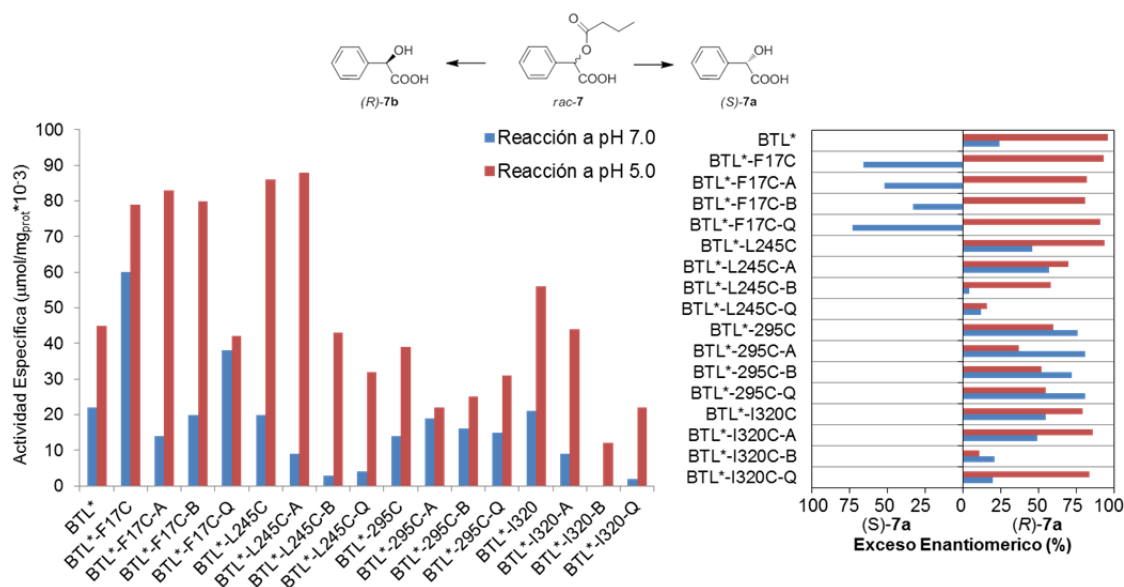 O
O
COOH
OH
COOH
(R)-7b
rac-7
OH
COOH
(S)-7a
Reacción a pH 7.0
Reacción a pH 5.0
Actividad Específica (µmol/mgprot*10-3)
100
90
80
70
60
50
40
30
20
10
0
BTL*
BTL*-F17C
BTL*-F17C-A
BTL*-F17C-B
BTL*-F17C-Q
BTL*-L245C
BTL*-L245C-A
BTL*-L245C-B
BTL*-L245C-Q
BTL*-295C
BTL*-295C-A
BTL*-295C-B
BTL*-295C-Q
BTL*-I320
BTL*-I320-A
BTL*-I320-B
BTL*-I320-Q
BTL*
BTL*-F17C
BTL*-F17C-A
BTL*-F17C-B
BTL*-F17C-Q
BTL*-L245C
BTL*-L245C-A
BTL*-L245C-B
BTL*-L245C-Q
BTL*-295C
BTL*-295C-A
BTL*-295C-B
BTL*-295C-Q
BTL*-I320C
BTL*-I320C-A
BTL*-I320C-B
BTL*-I320C-Q
100 75 50 25 0 25 50 75 100
(S)-7a (R)-7a
Exceso Enantiomerico (%)